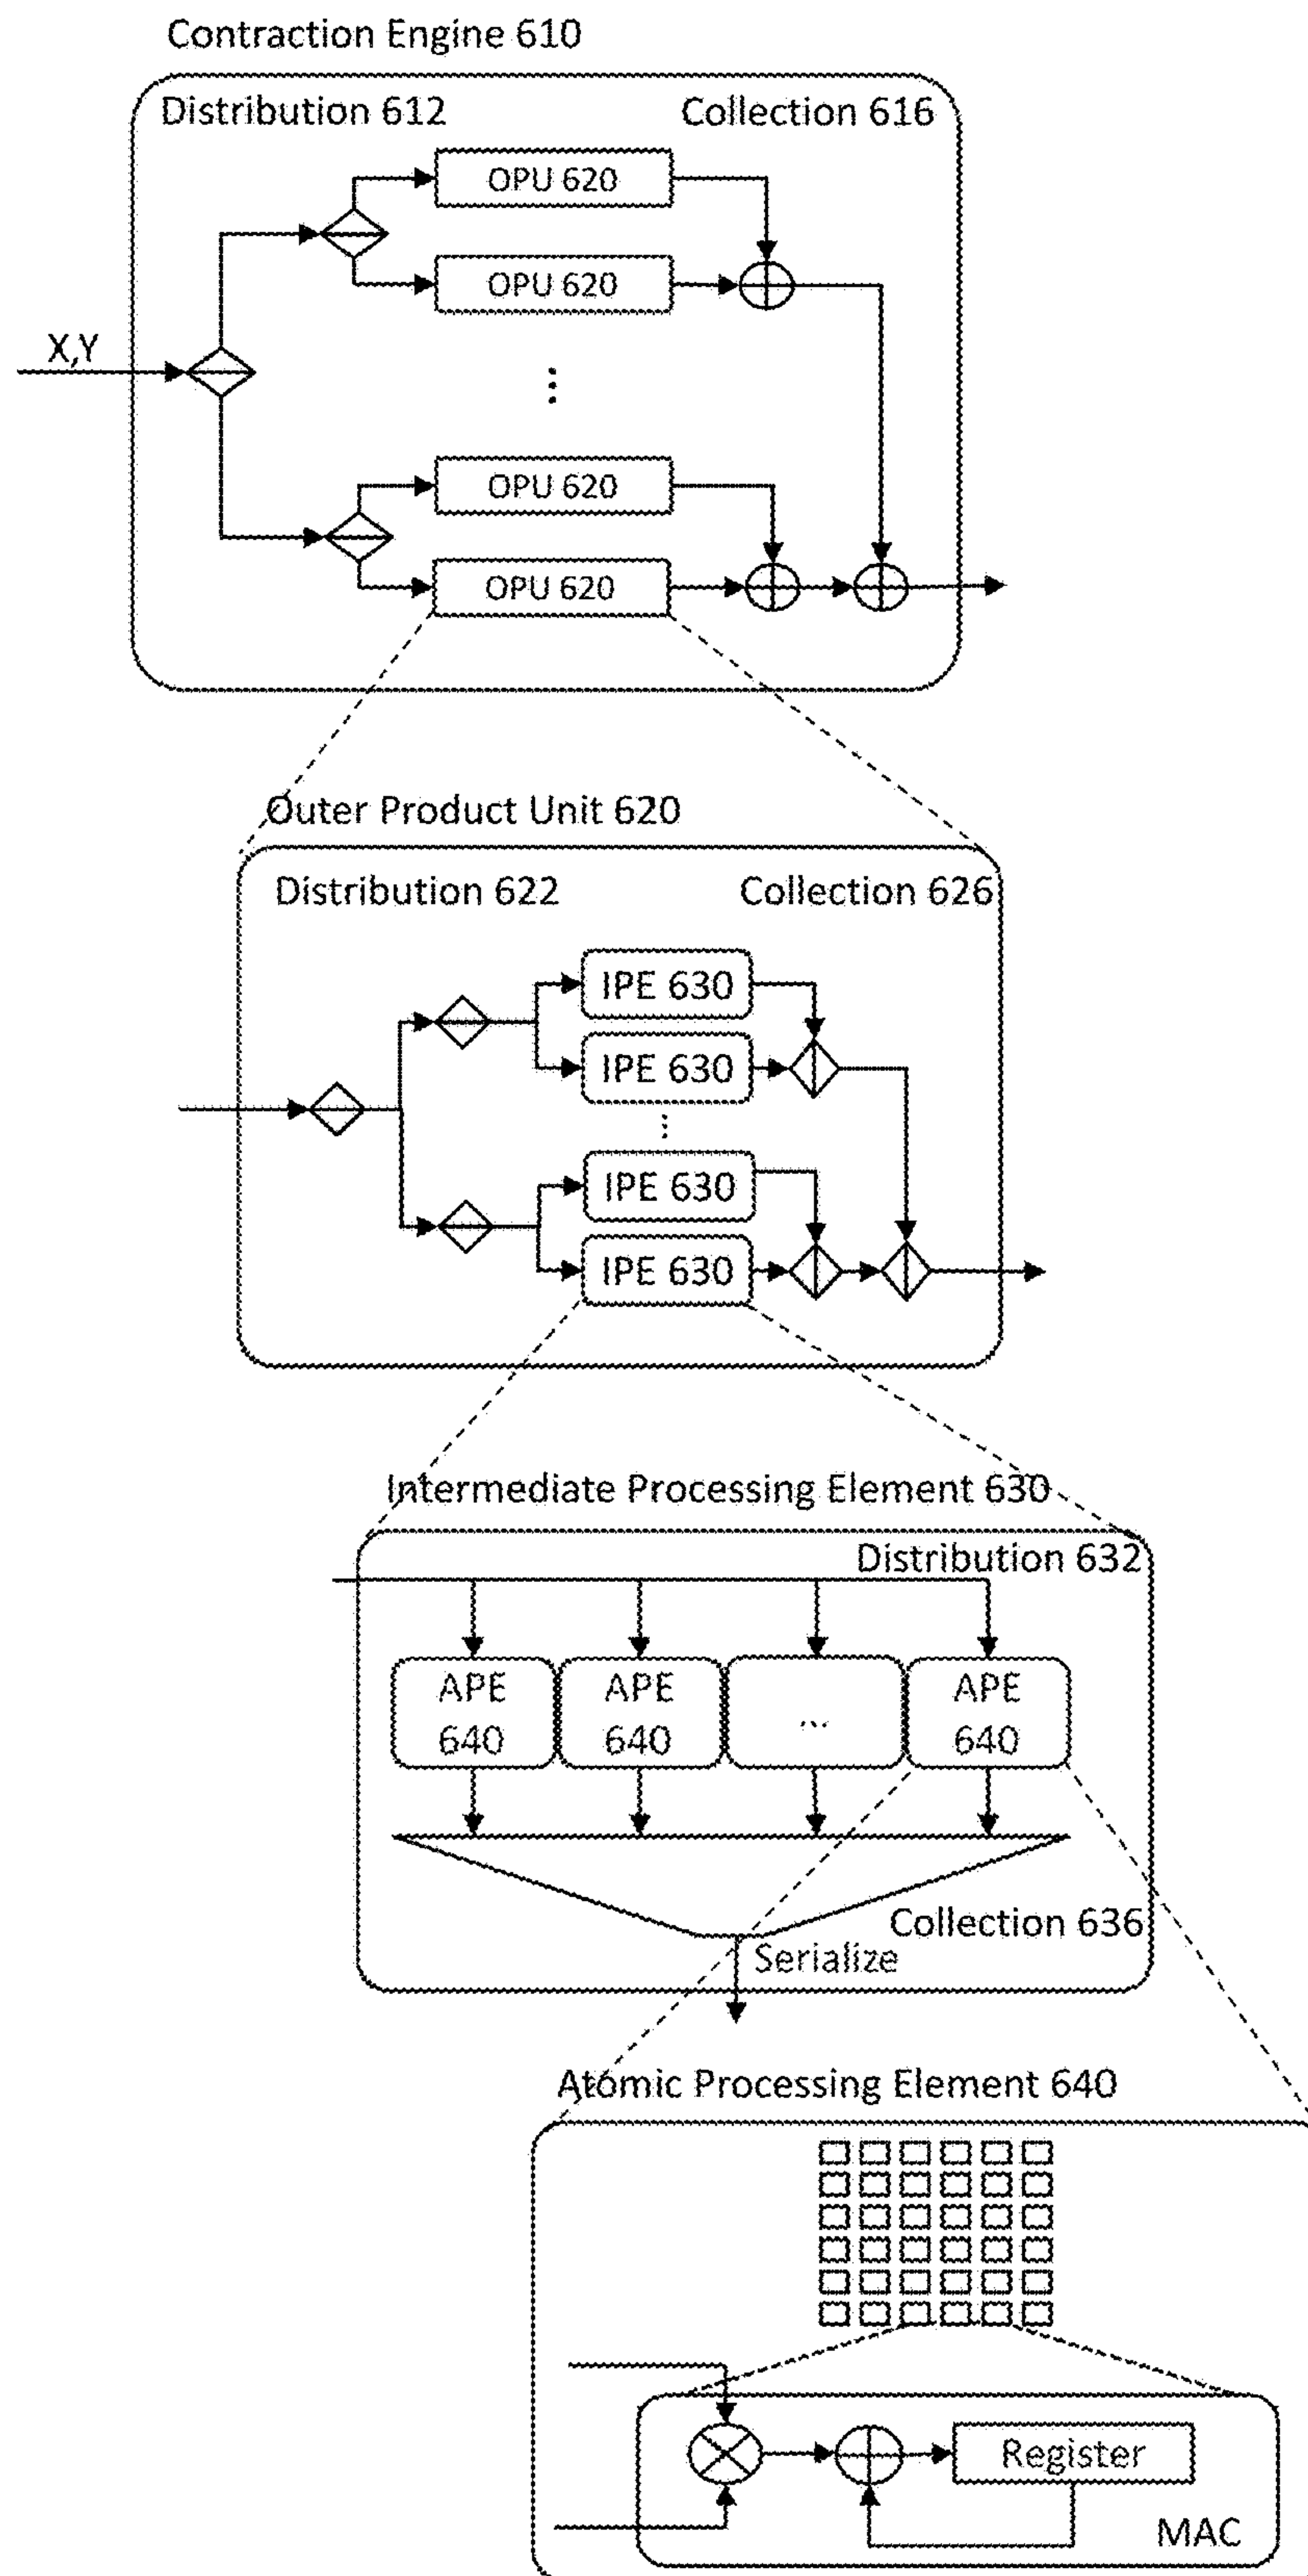 Contraction Engine 610
Distribution 612
Collection 616
OPU 620
OPU 620
X,Y
⋮
OPU 620
OPU 620
Outer Product Unit 620
Distribution 622
Collection 626
IPE 630
IPE 630
⋮
IPE 630
IPE 630
Intermediate Processing Element 630
Distribution 632
APE
640
APE
640
...
APE
640
Collection 636
Serialize
Atomic Processing Element 640
Register
MAC